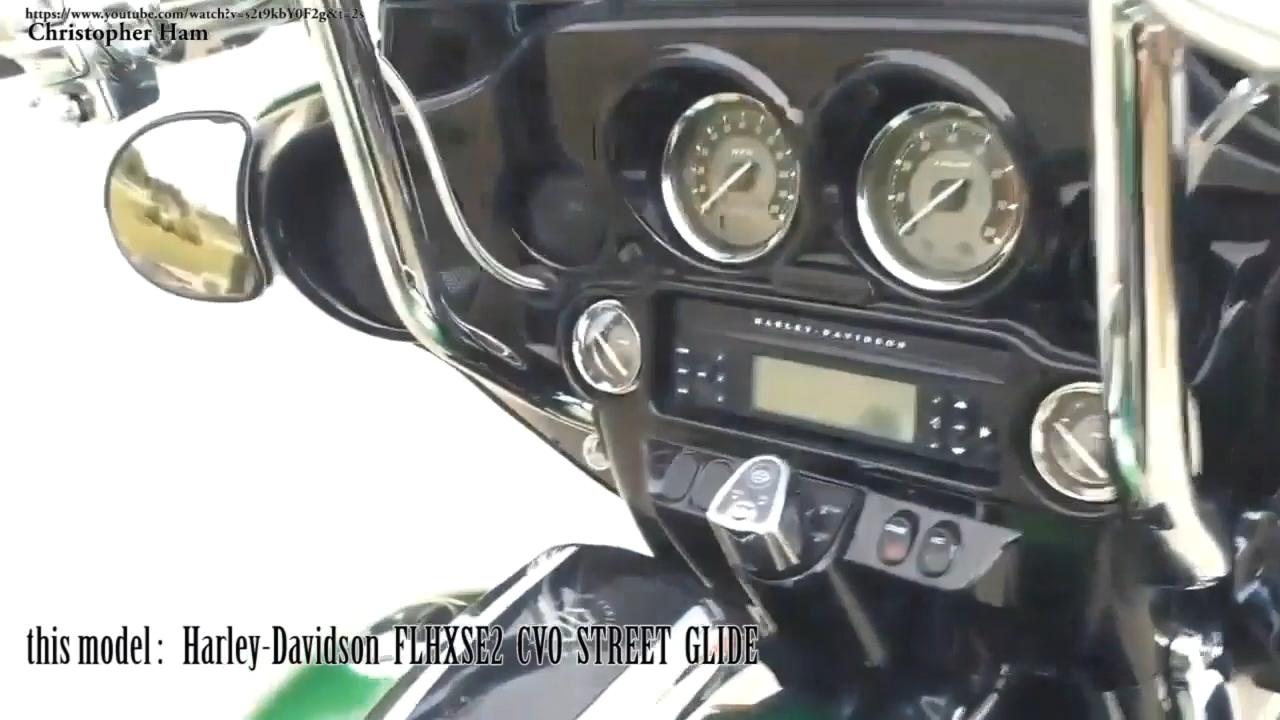 https://www.youtube.com/watch?v=s2t9kbY0F2g&t=2s
Christopher Ham
HARLEY-DAVIDSON
this model: Harley-Davidson FLHXSE2 CVO STREET GLIDE